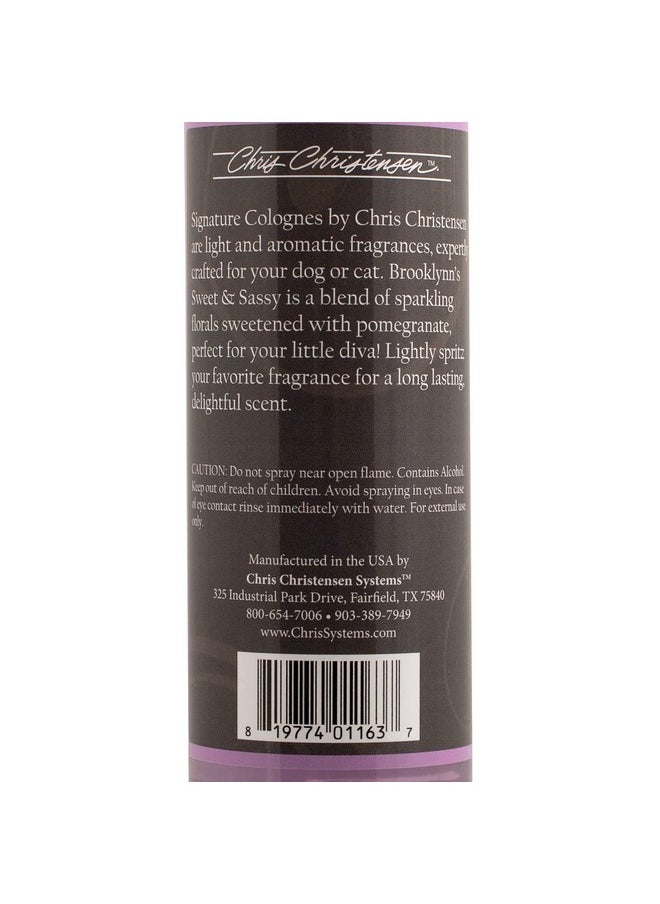 Chris Christensen™.
Signature Colognes by Chris Christensen
are light and aromatic fragrances, expertly
crafted for your dog or cat. Brooklynn's
Sweet & Sassy is a blend of sparkling
florals sweetened with pomegranate,
perfect for your little diva! Lightly spritz
your favorite fragrance for a long lasting,
delightful scent.
CAUTION: Do not spray near open flame. Contains Alcohol.
Keep out of reach of children. Avoid spraying in eyes. In case
of eye contact rinse immediately with water. For external use
only.
Manufactured in the USA by
Chris Christensen Systems™
325 Industrial Park Drive, Fairfield, TX 75840
800-654-7006 • 903-389-7949
www.ChrisSystems.com
8 19774 01163 7